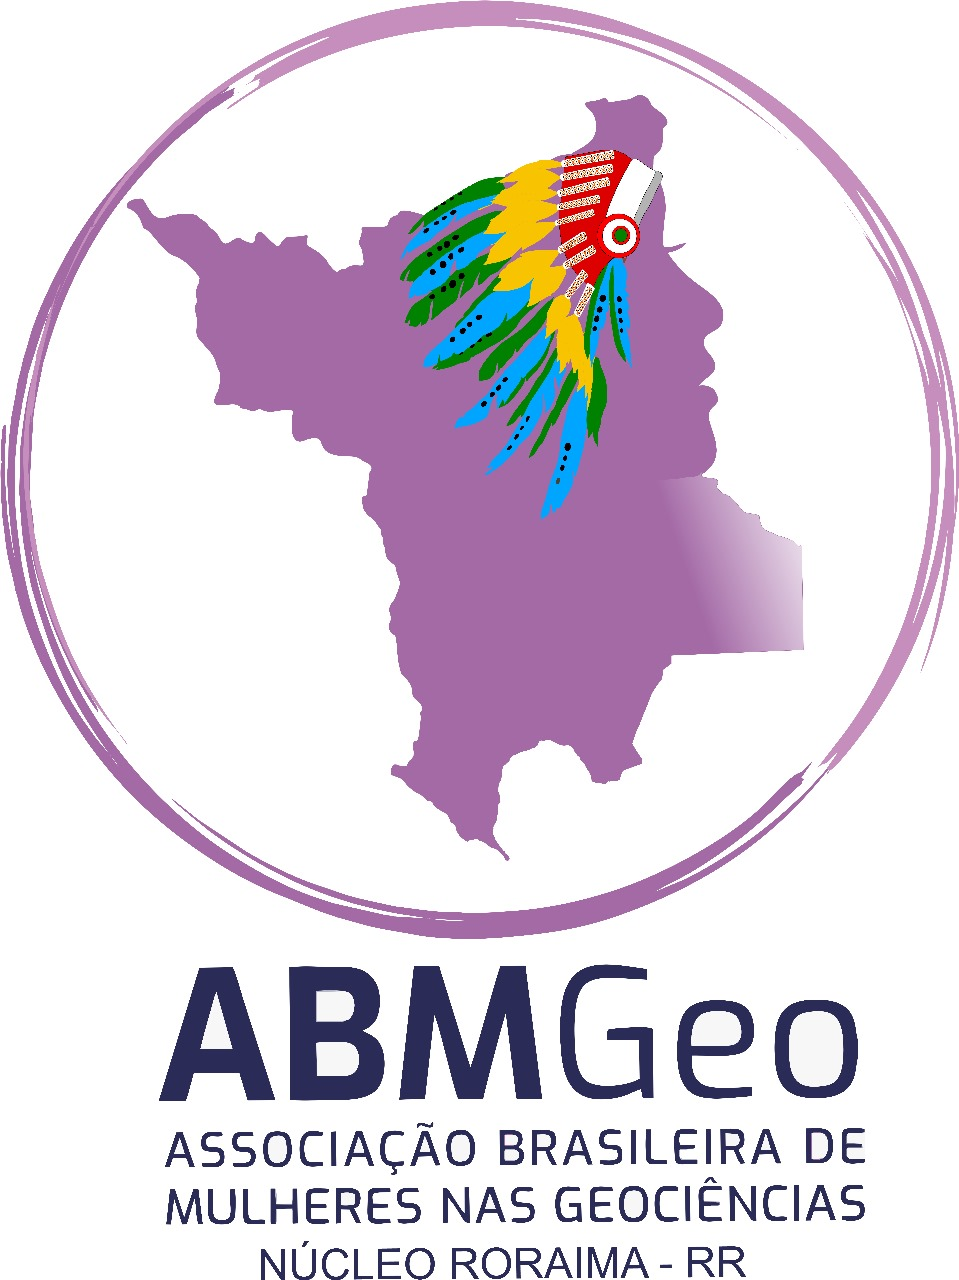 ABMGeo
ASSOCIAÇÃO BRASILEIRA DE
MULHERES NAS GEOCIÊNCIAS
NÚCLEO RORAIMA - RR